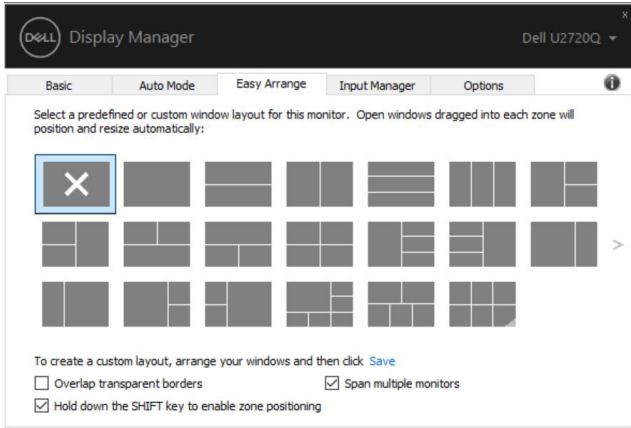 x
DELL Display Manager Dell U2720Q
Basic Auto Mode Easy Arrange Input Manager Options i
Select a predefined or custom window layout for this monitor. Open windows dragged into each zone will
position and resize automatically:
>
To create a custom layout, arrange your windows and then click Save
Overlap transparent borders Span multiple monitors
Hold down the SHIFT key to enable zone positioning